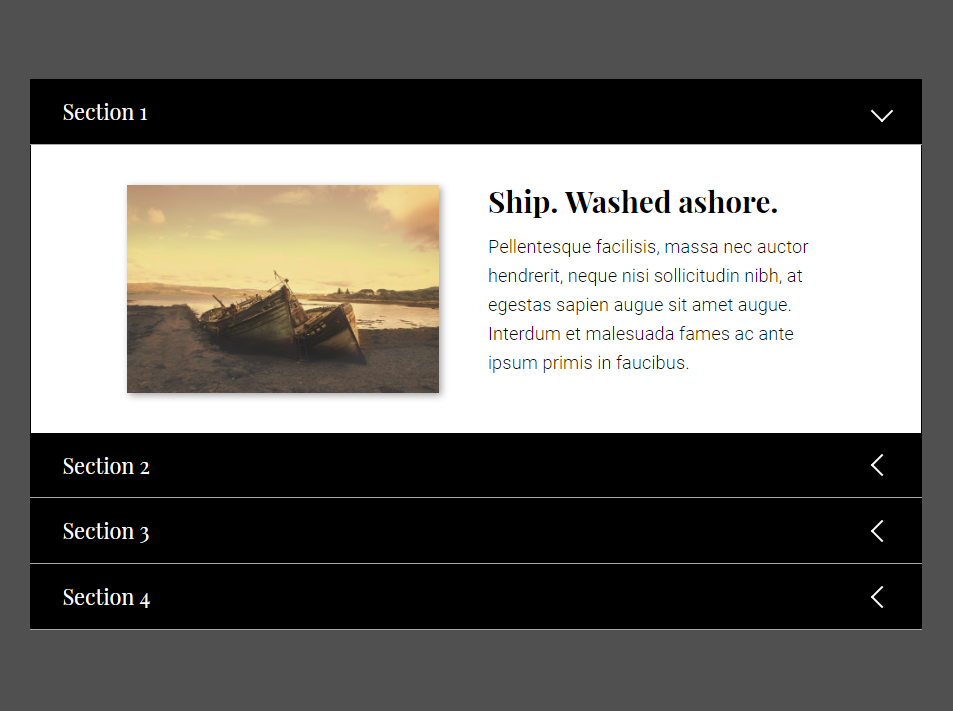 Section 1
Ship. Washed ashore.
Pellentesque facilisis, massa nec auctor
hendrerit, neque nisi sollicitudin nibh, at
egestas sapien augue sit amet augue.
Interdum et malesuada fames ac ante
ipsum primis in faucibus.
Section 2
Section 3
Section 4